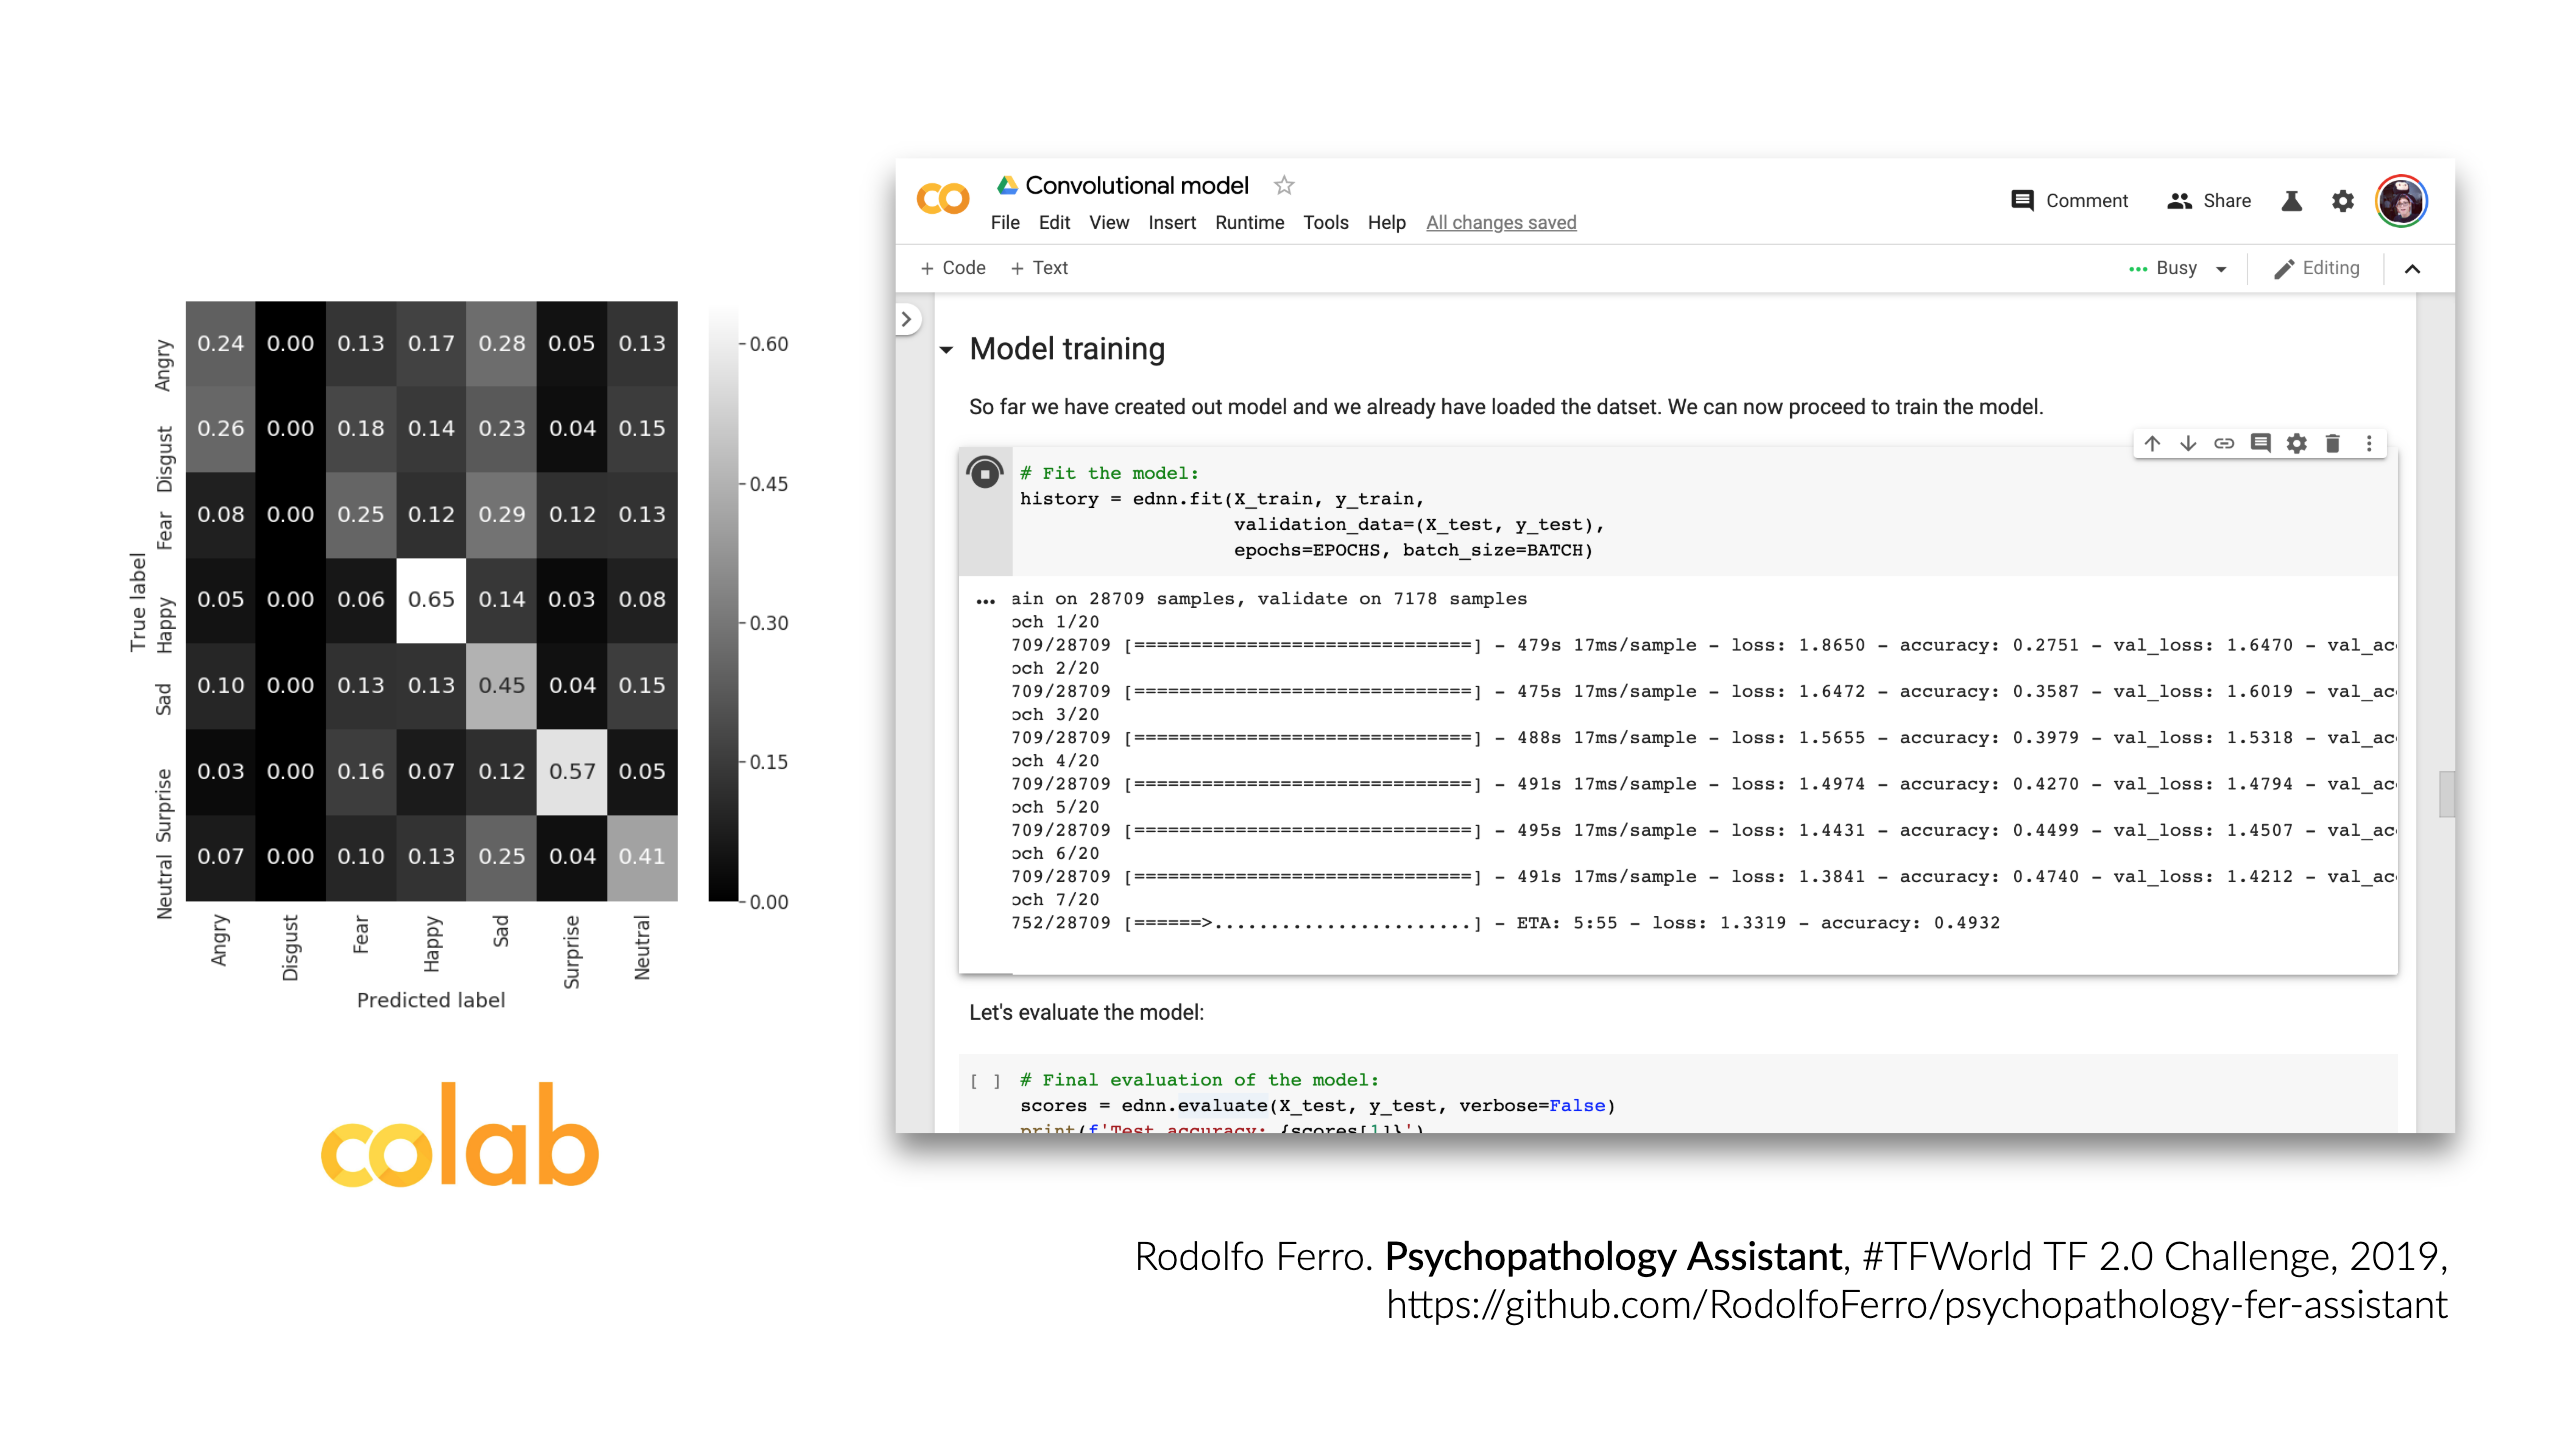 0.24 0.00 0.13 0.17 0.28 0.05 0.13
0.26 0.00 0.18 0.14 0.23 0.04 0.15
0.08 0.00 0.25 0.12 0.29 0.12 0.13
0.05 0.00 0.06 0.65 0.14 0.03 0.08
0.10 0.00 0.13 0.13 0.45 0.04 0.15
0.03 0.00 0.16 0.07 0.12 0.57 0.05
0.07 0.00 0.10 0.13 0.25 0.04 0.41
True label
Angry
Disgust
Fear
Happy
Sad
Surprise
Neutral
Angry
Disgust
Fear
Happy
Sad
Surprise
Neutral
Predicted label
0.60
0.45
0.30
0.15
0.00
colab
Convolutional model
File Edit View Insert Runtime Tools Help All changes saved
Comment Share
+ Code + Text
Busy Editing
Model training
So far we have created out model and we already have loaded the datset. We can now proceed to train the model.
# Fit the model:
history = ednn.fit(X_train, y_train,
validation_data=(X_test, y_test),
epochs=EPOCHS, batch_size=BATCH)
... ain on 28709 samples, validate on 7178 samples
och 1/20
709/28709 [==============================] - 479s 17ms/sample - loss: 1.8650 - accuracy: 0.2751 - val_loss: 1.6470 - val_ac
och 2/20
709/28709 [==============================] - 475s 17ms/sample - loss: 1.6472 - accuracy: 0.3587 - val_loss: 1.6019 - val_ac
och 3/20
709/28709 [==============================] - 488s 17ms/sample - loss: 1.5655 - accuracy: 0.3979 - val_loss: 1.5318 - val_ac
och 4/20
709/28709 [==============================] - 491s 17ms/sample - loss: 1.4974 - accuracy: 0.4270 - val_loss: 1.4794 - val_ac
och 5/20
709/28709 [==============================] - 495s 17ms/sample - loss: 1.4431 - accuracy: 0.4499 - val_loss: 1.4507 - val_ac
och 6/20
709/28709 [==============================] - 491s 17ms/sample - loss: 1.3841 - accuracy: 0.4740 - val_loss: 1.4212 - val_ac
och 7/20
752/28709 [======>.......................] - ETA: 5:55 - loss: 1.3319 - accuracy: 0.4932
Let's evaluate the model:
[ ] # Final evaluation of the model:
scores = ednn.evaluate(X_test, y_test, verbose=False)
print(f'Test accuracy: {scores[1]}')
Rodolfo Ferro. Psychopathology Assistant, #TFWorld TF 2.0 Challenge, 2019,
https://github.com/RodolfoFerro/psychopathology-fer-assistant